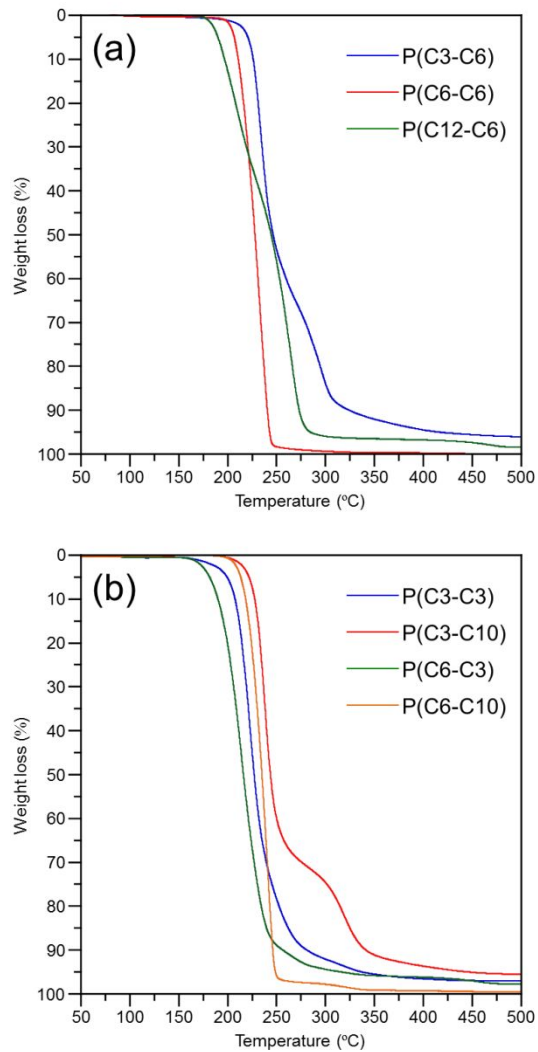 (a)
P(C3-C6)
P(C6-C6)
P(C12-C6)
Weight loss (%)
0
10
20
30
40
50
60
70
80
90
100
50 100 150 200 250 300 350 400 450 500
Temperature (ºC)
(b)
P(C3-C3)
P(C3-C10)
P(C6-C3)
P(C6-C10)
Weight loss (%)
0
10
20
30
40
50
60
70
80
90
100
50 100 150 200 250 300 350 400 450 500
Temperature (ºC)